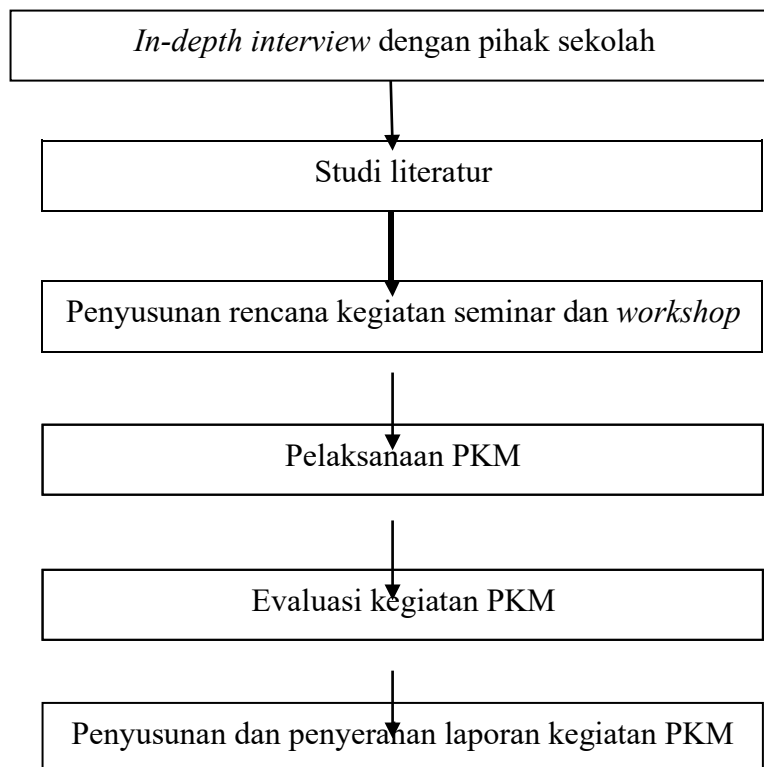 In-depth interview dengan pihak sekolah
Studi literatur
Penyusunan rencana kegiatan seminar dan workshop
Pelaksanaan PKM
Evaluasi kegiatan PKM
Penyusunan dan penyeranan laporan kegiatan PKM